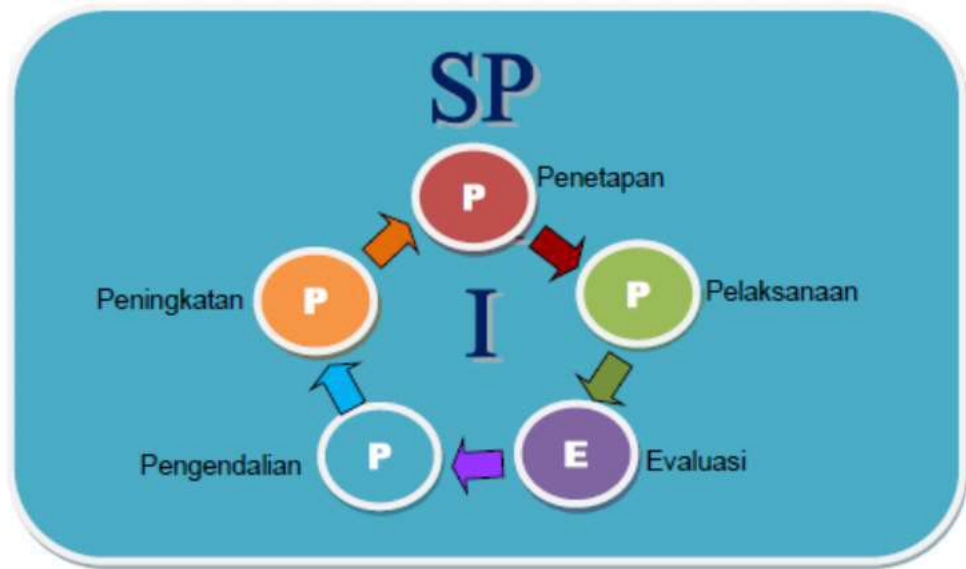 SP
P
Penetapan
P
Peningkatan
I
P
Pelaksanaan
P
Pengendalian
E
Evaluasi